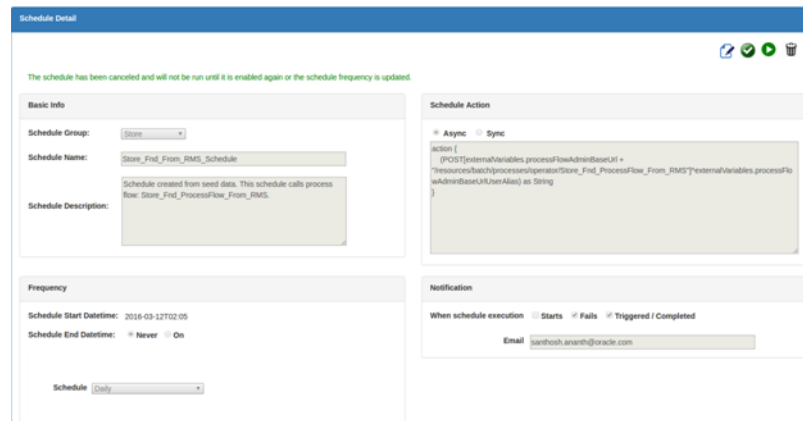 Schedule Detail
The schedule has been canceled and will not be run until it is enabled again or the schedule frequency is updated.
Basic Info
Schedule Group: Store
Schedule Name: Store_Fnd_From_RMS_Schedule
Schedule Description: Schedule created from seed data. This schedule calls process
flow: Store_Fnd_ProcessFlow_From_RMS.
Schedule Action
Async Sync
action {
(POST[externalVariables.processFlowAdminBaseUrl +
"/resources/batch/processes/operator/Store_Fnd_ProcessFlow_From_RMS"]^externalVariables.processFlo
wAdminBaseUrlUserAlias) as String
}
Frequency
Schedule Start Datetime: 2016-03-12T02:05
Schedule End Datetime: Never On
Schedule Daily
Notification
When schedule execution Starts Fails Triggered / Completed
Email santhosh.ananth@oracle.com